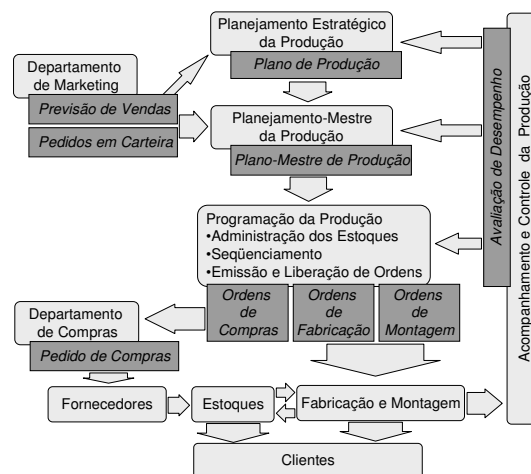 Planejamento Estratégico
da Produção
Plano de Produção
Departamento
de Marketing
Previsão de Vendas
Pedidos em Carteira
Planejamento-Mestre
da Produção
Plano-Mestre de Produção
Programação da Produção
•Administração dos Estoques
•Seqüenciamento
•Emissão e Liberação de Ordens
Ordens
de
Compras
Ordens
de
Fabricação
Ordens
de
Montagem
Departamento
de Compras
Pedido de Compras
Fornecedores
Estoques
Fabricação e Montagem
Clientes
Avaliação de Desempenho
Acompanhamento e Controle da Produção